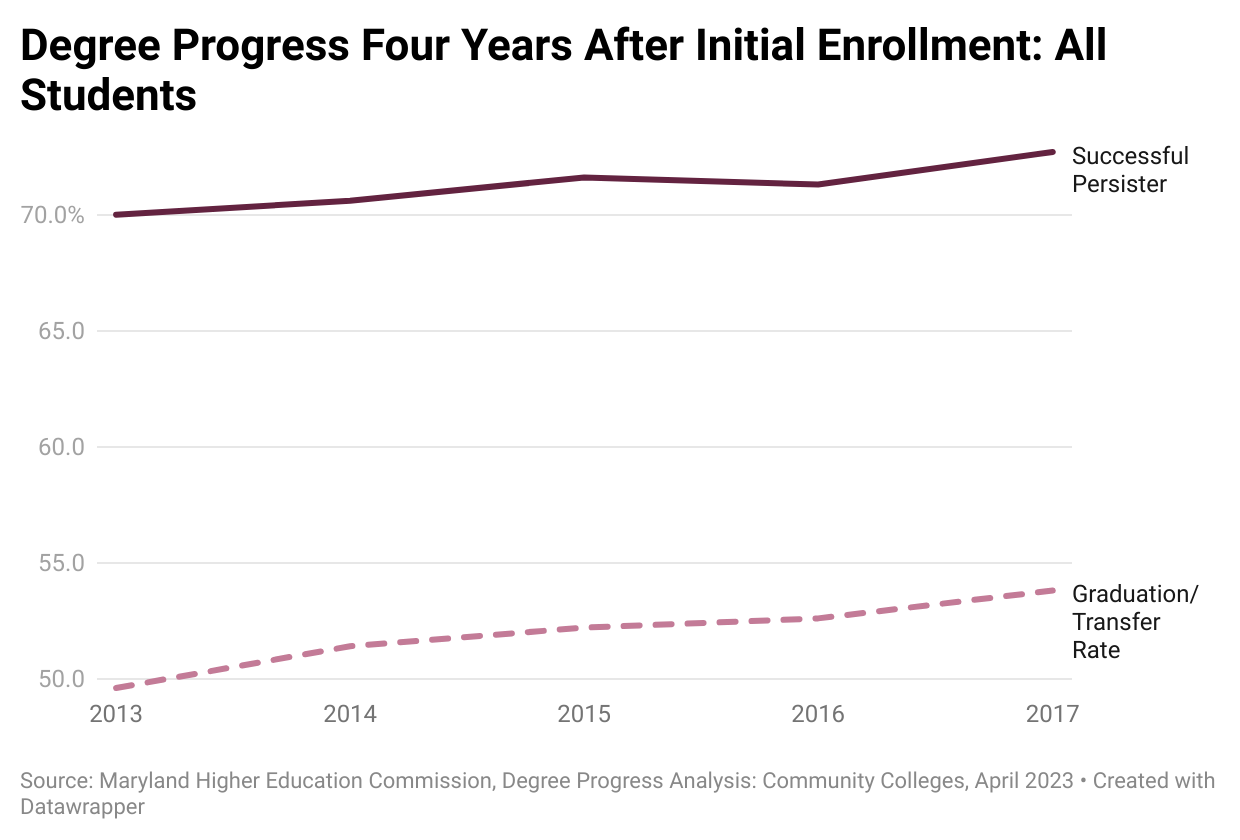 Degree Progress Four Years After Initial Enrollment: All
Students
Successful
Persister
70.0%
65.0
60.0
55.0
Graduation/
Transfer
Rate
50.0
2013 2014 2015 2016 2017
Source: Maryland Higher Education Commission, Degree Progress Analysis: Community Colleges, April 2023 • Created with
Datawrapper